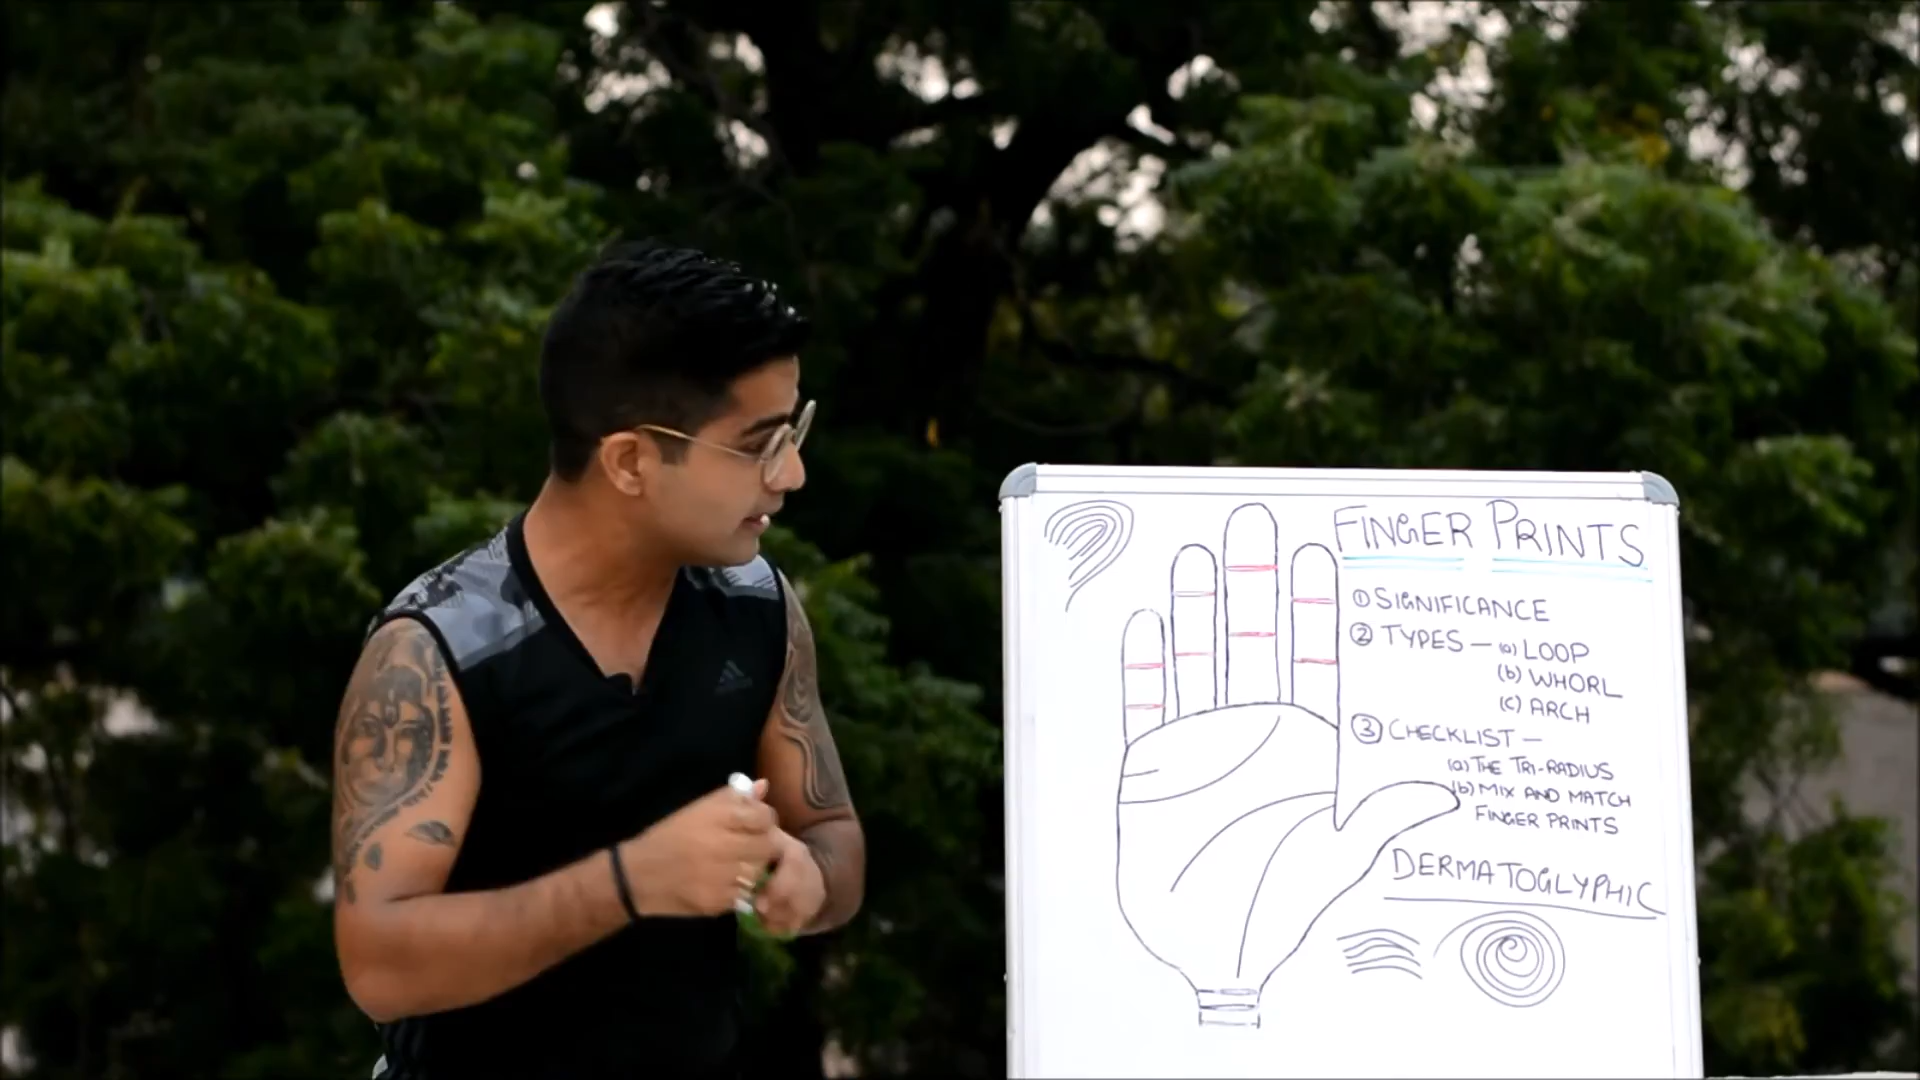 FINGER PRINTS
① SIGNIFICANCE
② TYPES — (a) LOOP
(b) WHORL
(c) ARCH
③ CHECKLIST —
(a) THE TRI-RADIUS
(b) MIX AND MATCH
FINGER PRINTS
DERMATOGLYPHIC